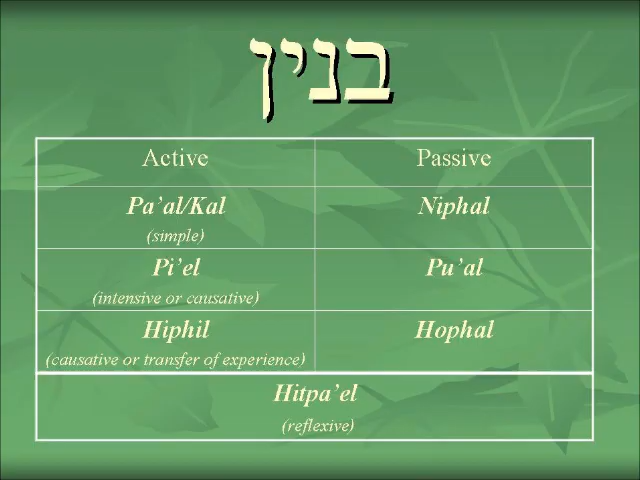 בנין
Active Passive
Pa’al/Kal Niphal
(simple)
Pi’el Pu’al
(intensive or causative)
Hiphil Hophal
(causative or transfer of experience)
Hitpa’el
(reflexive)